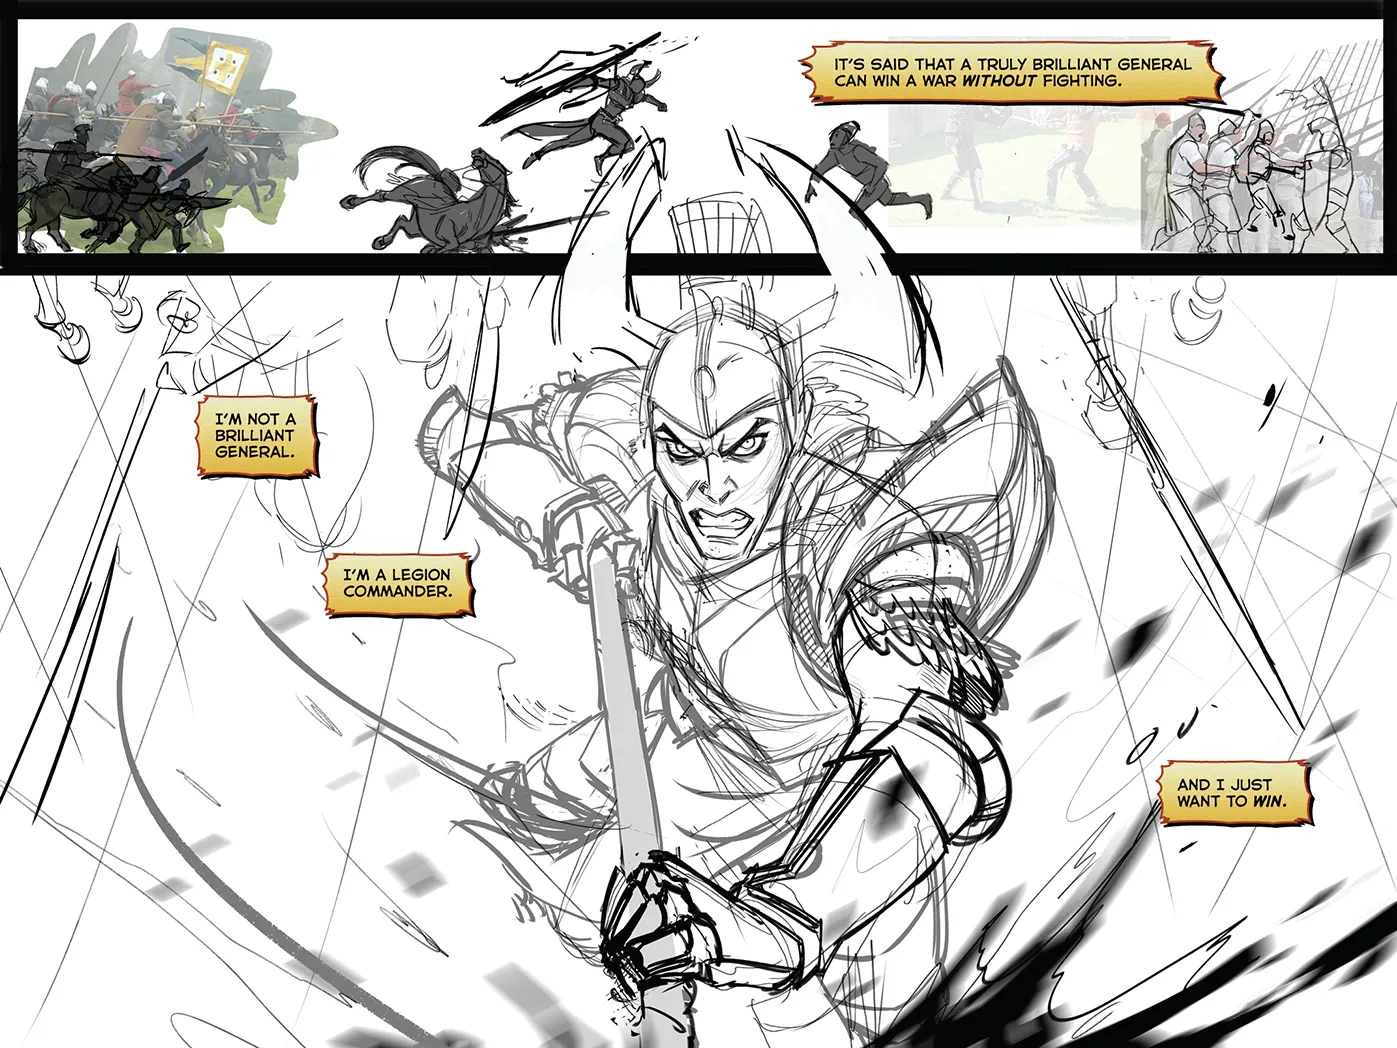 IT'S SAID THAT A TRULY BRILLIANT GENERAL
CAN WIN A WAR WITHOUT FIGHTING.
I'M NOT A
BRILLIANT
GENERAL.
I'M A LEGION
COMMANDER.
AND I JUST
WANT TO WIN.